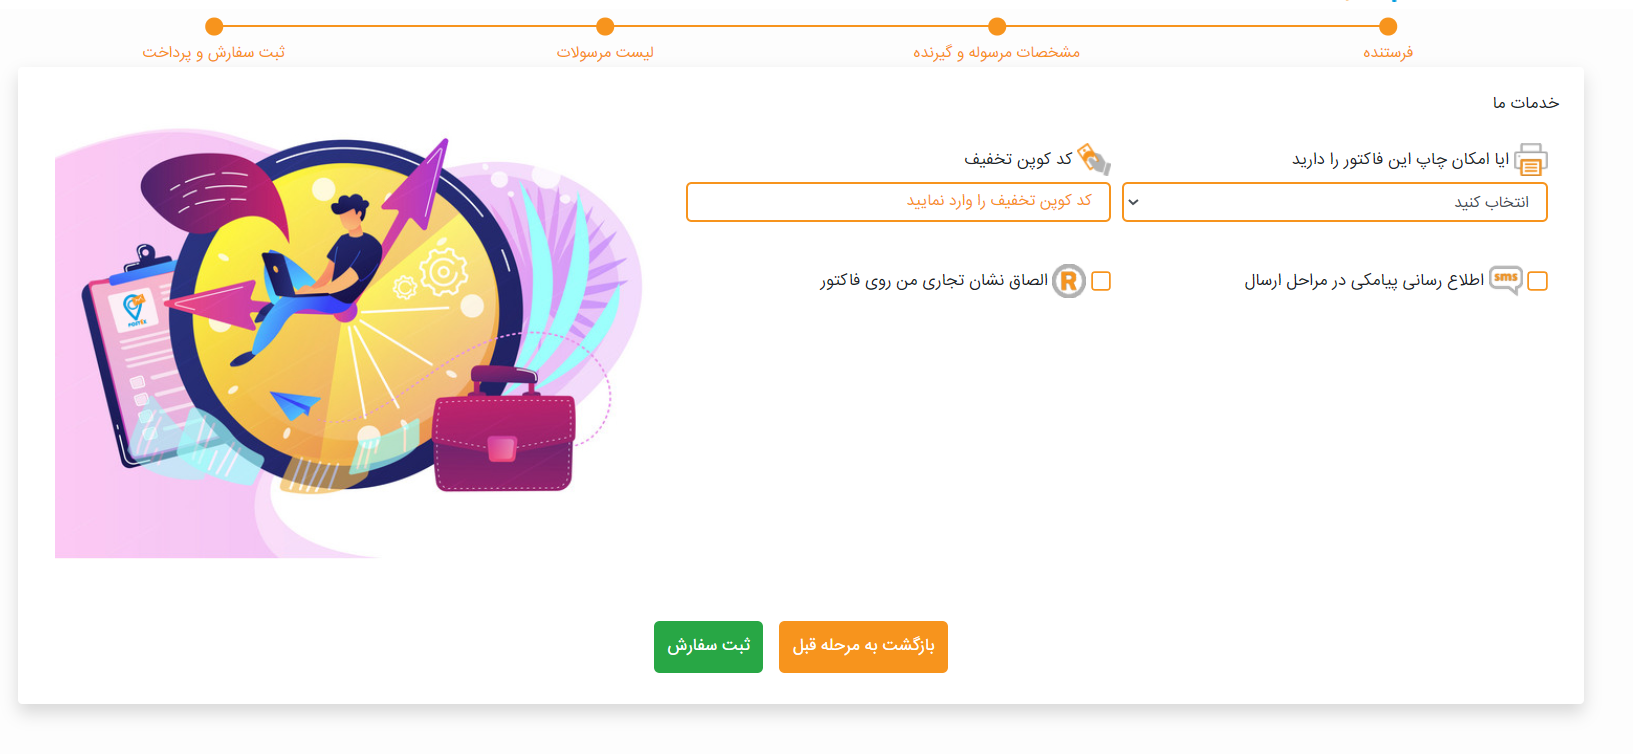 فرستنده
مشخصات مرسوله و گیرنده
لیست مرسولات
ثبت سفارش و پرداخت
خدمات ما
ایا امکان چاپ این فاکتور را دارید
انتخاب کنید
کد کوپن تخفیف
کد کوپن تخفیف را وارد نمایید
sms اطلاع رسانی پیامکی در مراحل ارسال
R الصاق نشان تجاری من روی فاکتور
بازگشت به مرحله قبل
ثبت سفارش